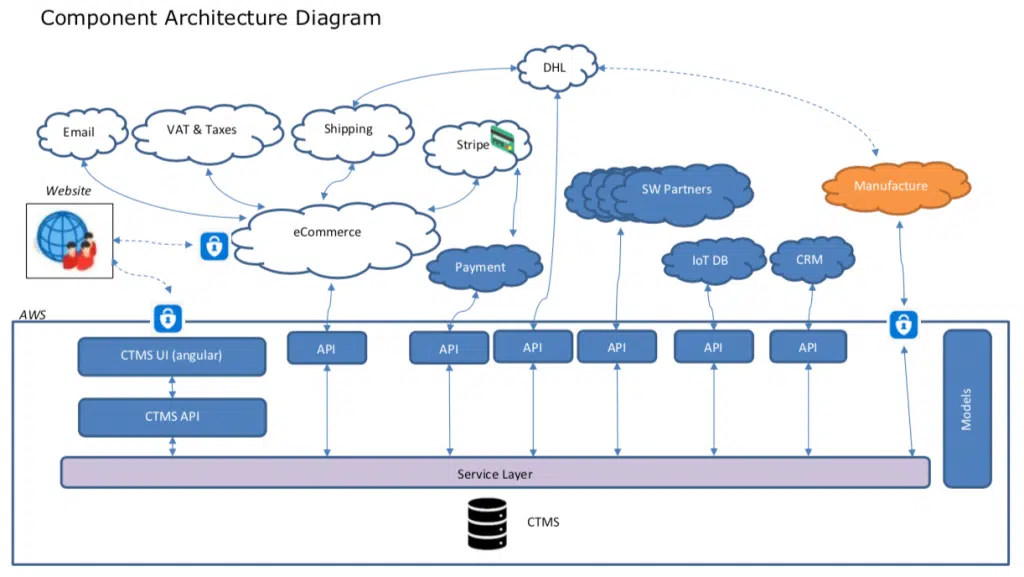 Component Architecture Diagram
DHL
Email
VAT & Taxes
Shipping
Stripe
SW Partners
Manufacture
Website
eCommerce
Payment
IoT DB
CRM
AWS
CTMS UI (angular)
API
API
API
API
API
API
CTMS API
Models
Service Layer
CTMS